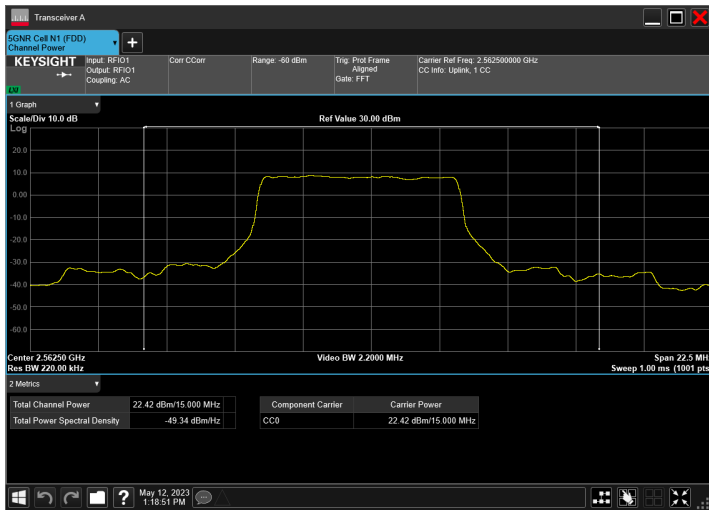 Transceiver A
5GNR Cell N1 (FDD)
Channel Power
KEYSIGHT
LXI
Input: RFIO1
Output: RFIO1
Coupling: AC
Corr CCorr
Range: -60 dBm
Trig: Prot Frame
Aligned
Gate: FFT
Carrier Ref Freq: 2.562500000 GHz
CC Info: Uplink, 1 CC
1 Graph
Scale/Div 10.0 dB
Ref Value 30.00 dBm
Log
20.0
10.0
0.00
-10.0
-20.0
-30.0
-40.0
-50.0
-60.0
Center 2.56250 GHz
Video BW 2.2000 MHz
Span 22.5 MH
Res BW 220.00 kHz
Sweep 1.00 ms (1001 pts
2 Metrics
Total Channel Power 22.42 dBm/15.000 MHz
Total Power Spectral Density -49.34 dBm/Hz
Component Carrier Carrier Power
CC0 22.42 dBm/15.000 MHz
?
May 12, 2023
1:18:51 PM